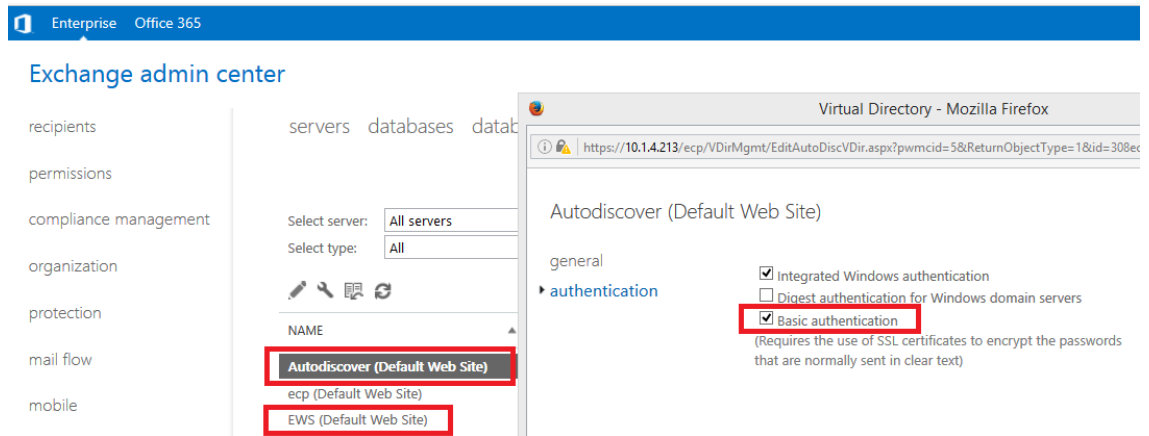 Enterprise Office 365
Exchange admin center
recipients
permissions
compliance management
organization
protection
mail flow
mobile
servers databases datab
Select server: All servers
Select type: All
NAME
Autodiscover (Default Web Site)
ecp (Default Web Site)
EWS (Default Web Site)
Virtual Directory - Mozilla Firefox
https://10.1.4.213/ecp/VDirMgmt/EditAutoDiscVDir.aspx?pwmcid=5&ReturnObjectType=1&id=308ec
Autodiscover (Default Web Site)
general
authentication
Integrated Windows authentication
Digest authentication for Windows domain servers
Basic authentication
(Requires the use of SSL certificates to encrypt the passwords
that are normally sent in clear text)